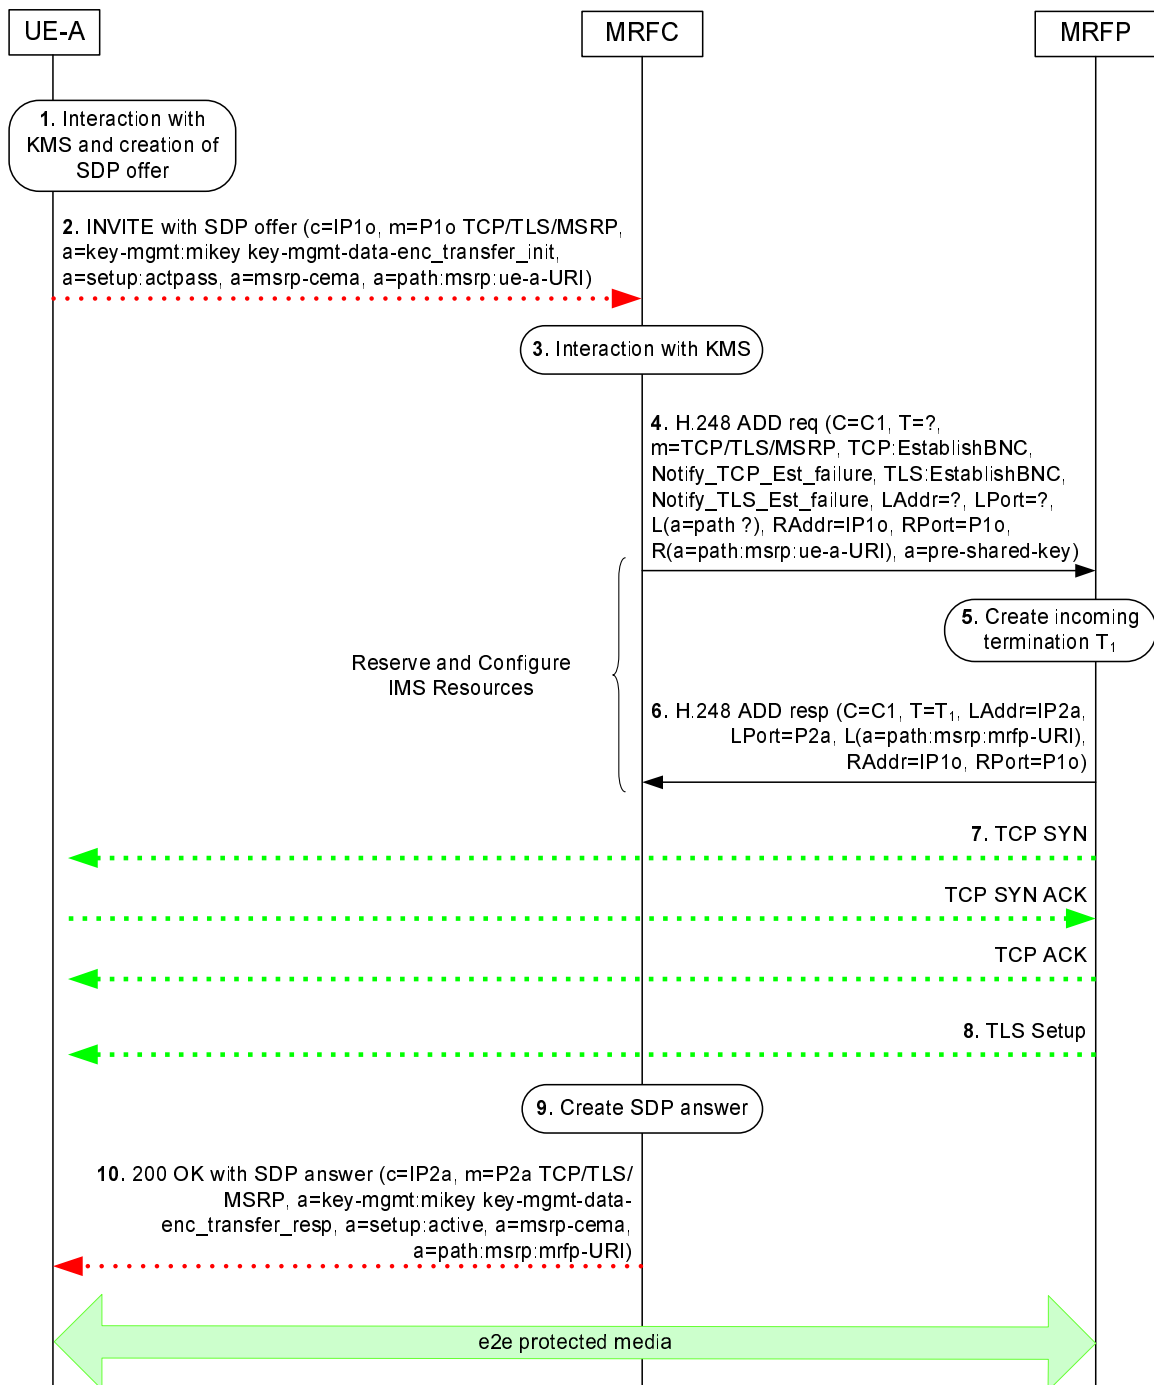 UE-A
MRFC
MRFP
1. Interaction with
KMS and creation of
SDP offer
2. INVITE with SDP offer (c=IP1o, m=P1o TCP/TLS/MSRP,
a=key-mgmt:mikey key-mgmt-data-enc_transfer_init,
a=setup:actpass, a=msrp-cema, a=path:msrp:ue-a-URI)
3. Interaction with KMS
4. H.248 ADD req (C=C1, T=?,
m=TCP/TLS/MSRP, TCP:EstablishBNC,
Notify_TCP_Est_failure, TLS:EstablishBNC,
Notify_TLS_Est_failure, LAddr=?, LPort=?,
L(a=path ?), RAddr=IP1o, RPort=P1o,
R(a=path:msrp:ue-a-URI), a=pre-shared-key)
5. Create incoming
termination T₁
Reserve and Configure
IMS Resources
6. H.248 ADD resp (C=C1, T=T₁, LAddr=IP2a,
LPort=P2a, L(a=path:msrp:mrfp-URI),
RAddr=IP1o, RPort=P1o)
7. TCP SYN
TCP SYN ACK
TCP ACK
8. TLS Setup
9. Create SDP answer
10. 200 OK with SDP answer (c=IP2a, m=P2a TCP/TLS/
MSRP, a=key-mgmt:mikey key-mgmt-data-
enc_transfer_resp, a=setup:active, a=msrp-cema,
a=path:msrp:mrfp-URI)
e2e protected media